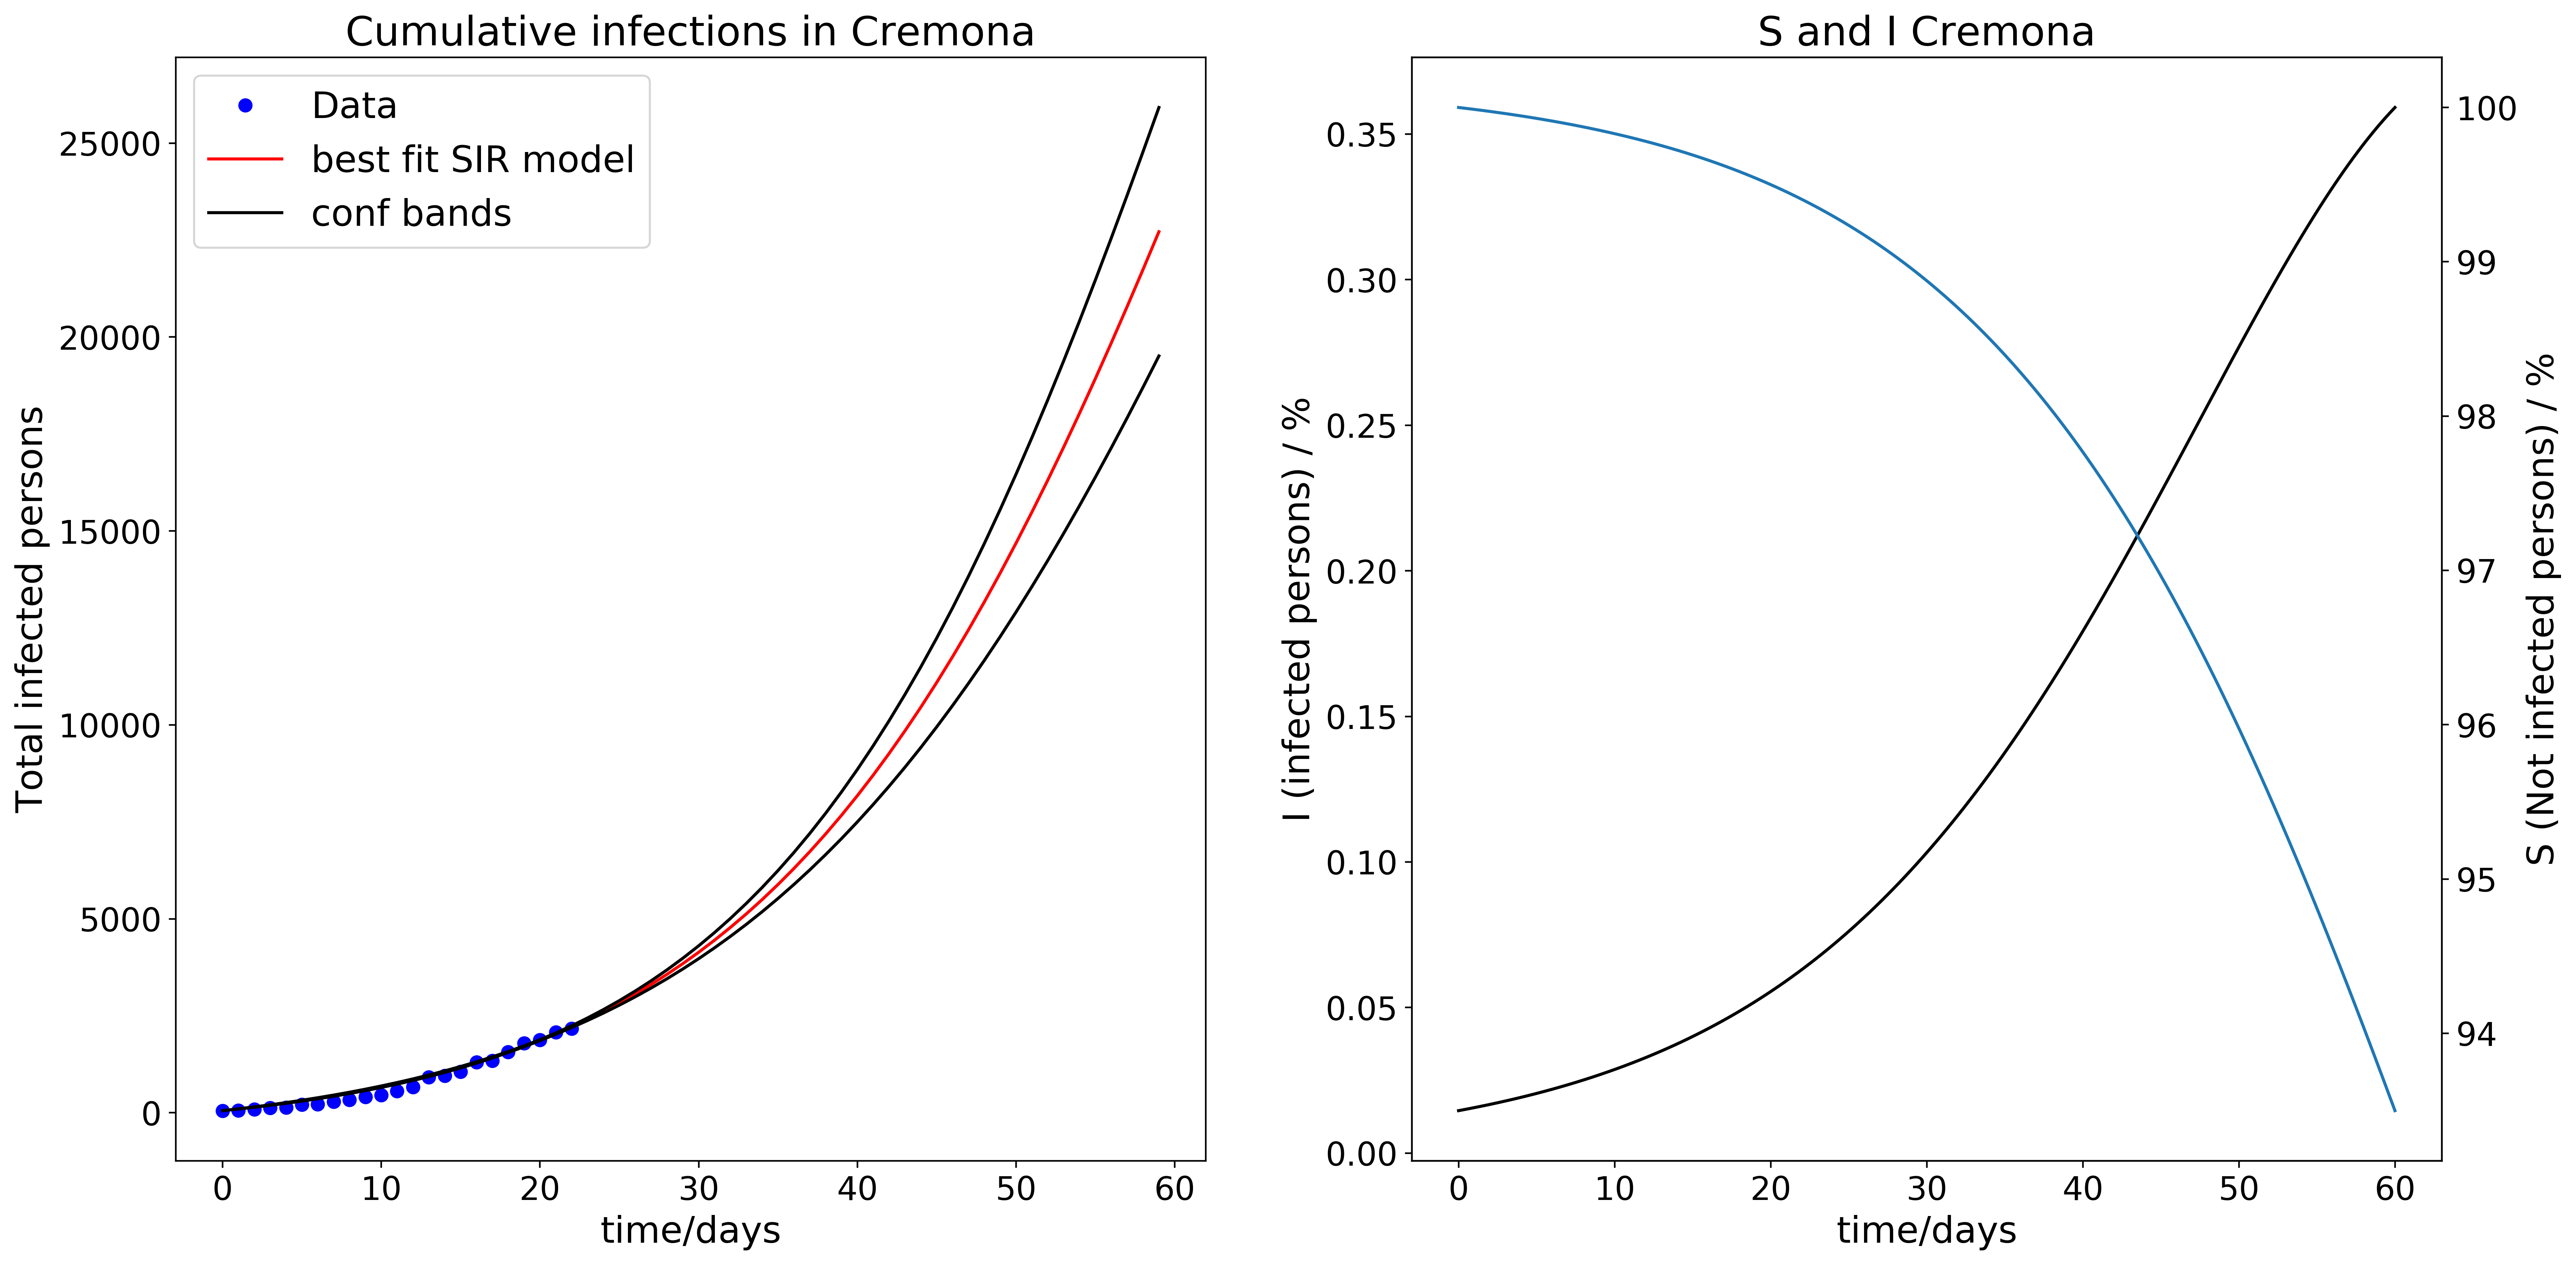 Cumulative infections in Cremona
Data
best fit SIR model
conf bands
Total infected persons
25000
20000
15000
10000
5000
0
0 10 20 30 40 50 60
time/days
S and I Cremona
I (infected persons) / %
0.35
0.30
0.25
0.20
0.15
0.10
0.05
0.00
100
99
98
97
96
95
94
S (Not infected persons) / %
0 10 20 30 40 50 60
time/days